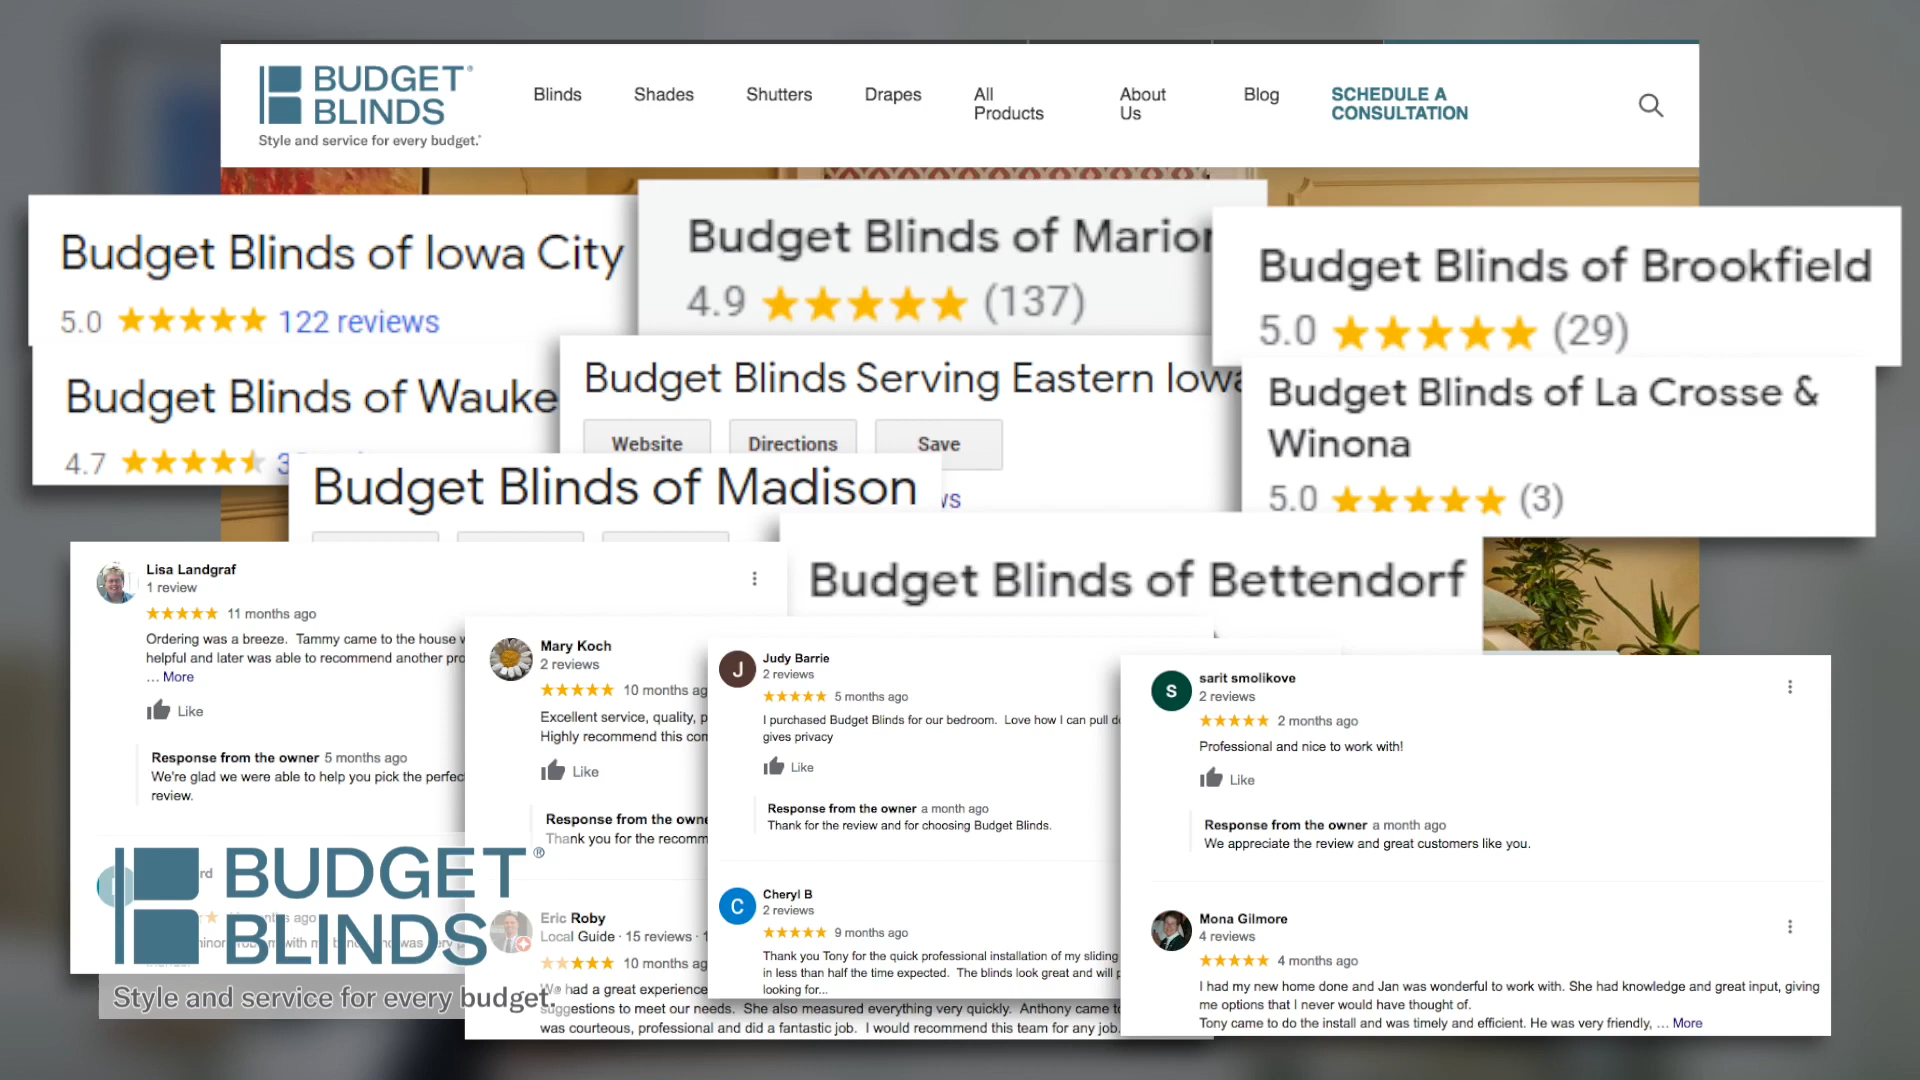 BUDGET BLINDS®
Style and service for every budget.®
Blinds
Shades
Shutters
Drapes
All Products
About Us
Blog
SCHEDULE A CONSULTATION
Budget Blinds of Iowa City
5.0 122 reviews
Budget Blinds of Marion
4.9 (137)
Budget Blinds of Brookfield
5.0 (29)
Budget Blinds of Wauke
4.7
Budget Blinds Serving Eastern Iowa
Website Directions Save
Budget Blinds of La Crosse &
Winona
5.0 (3)
Budget Blinds of Madison
Budget Blinds of Bettendorf
Lisa Landgraf
1 review
11 months ago
Ordering was a breeze. Tammy came to the house
helpful and later was able to recommend another
... More
Like
Response from the owner 5 months ago
We're glad we were able to help you pick the perfec
review.
Mary Koch
2 reviews
10 months ag
Excellent service, quality, p
Highly recommend this com
Like
Response from the owne
Thank you for the recomm
Eric Roby
Local Guide · 15 reviews · 1
10 months ag
We had a great experience
suggestions to meet our needs. She also measured everything very quickly. Anthony came to
was courteous, professional and did a fantastic job. I would recommend this team for any job.
Judy Barrie
2 reviews
5 months ago
I purchased Budget Blinds for our bedroom. Love how I can pull do
gives privacy
Like
Response from the owner a month ago
Thank for the review and for choosing Budget Blinds.
Cheryl B
2 reviews
9 months ago
Thank you Tony for the quick professional installation of my sliding
in less than half the time expected. The blinds look great and will p
looking for...
sarit smolikove
2 reviews
2 months ago
Professional and nice to work with!
Like
Response from the owner a month ago
We appreciate the review and great customers like you.
Mona Gilmore
4 reviews
4 months ago
I had my new home done and Jan was wonderful to work with. She had knowledge and great input, giving
me options that I never would have thought of.
Tony came to do the install and was timely and efficient. He was very friendly, ... More
BUDGET
BLINDS®
Style and service for every budget.